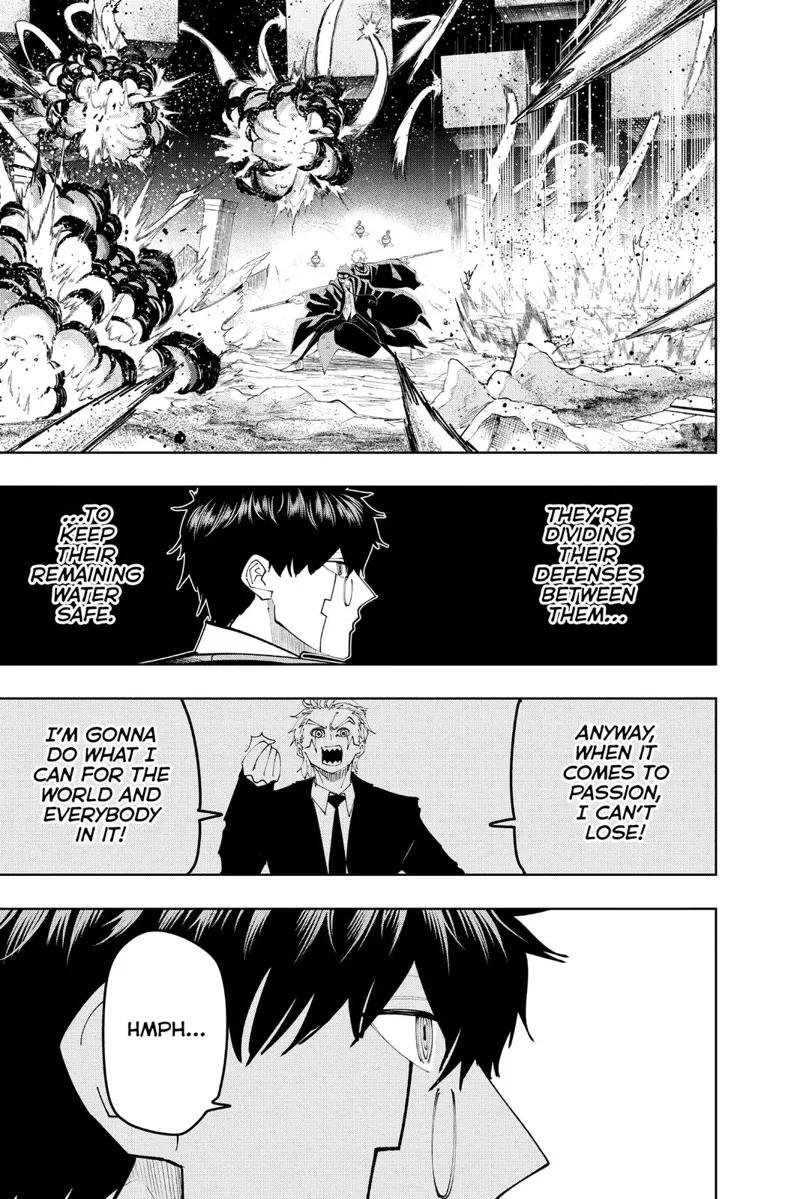 THEY'RE
DIVIDING
THEIR
DEFENSES
BETWEEN
THEM...
...TO
KEEP
THEIR
REMAINING
WATER
SAFE.
ANYWAY,
WHEN IT
COMES TO
PASSION,
I CAN'T
LOSE!
I'M GONNA
DO WHAT I
CAN FOR THE
WORLD AND
EVERYBODY
IN IT!
HMPH...